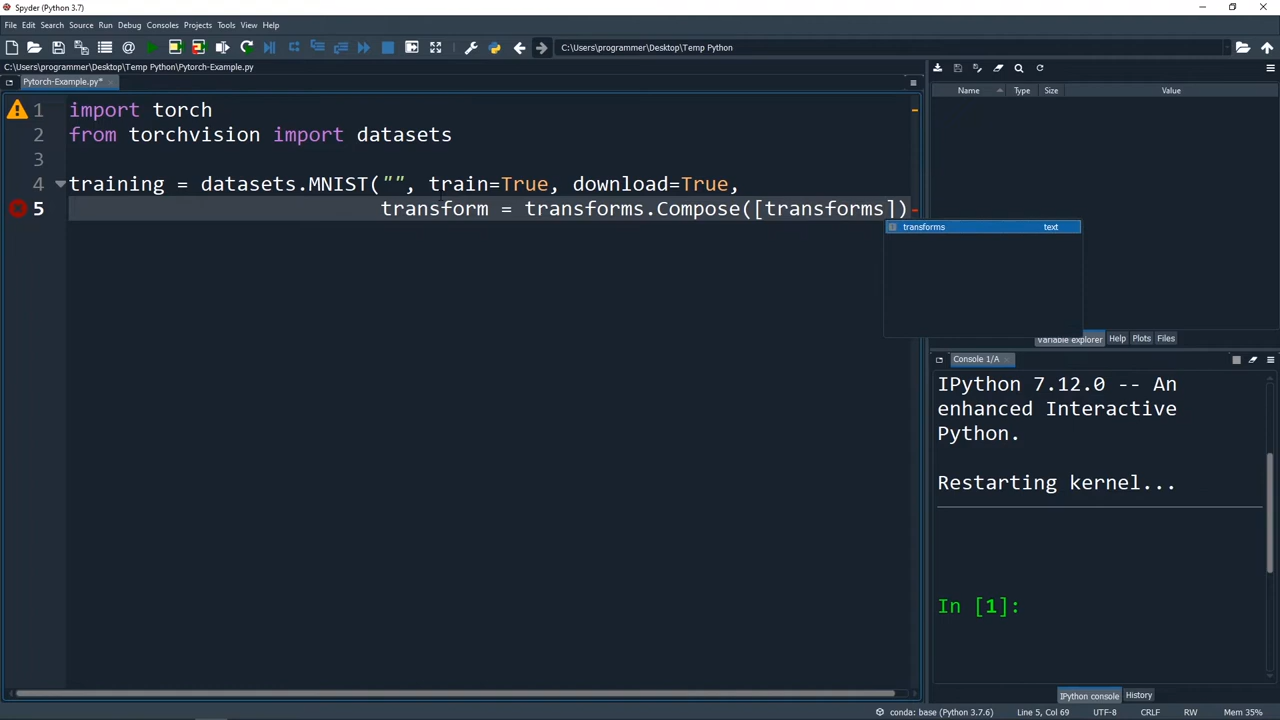 Spyder (Python 3.7)
File Edit Search Source Run Debug Consoles Projects Tools View Help
C:\Users\programmer\Desktop\Temp Python
C:\Users\programmer\Desktop\Temp Python\Pytorch-Example.py
Pytorch-Example.py*
1 import torch
2 from torchvision import datasets
3
4 training = datasets.MNIST("", train=True, download=True,
5 transform = transforms.Compose([transforms])
transforms text
Name Type Size Value
Variable explorer Help Plots Files
Console 1/A
IPython 7.12.0 -- An
enhanced Interactive
Python.
Restarting kernel...
In [1]:
IPython console History
conda: base (Python 3.7.6) Line 5, Col 69 UTF-8 CRLF RW Mem 35%